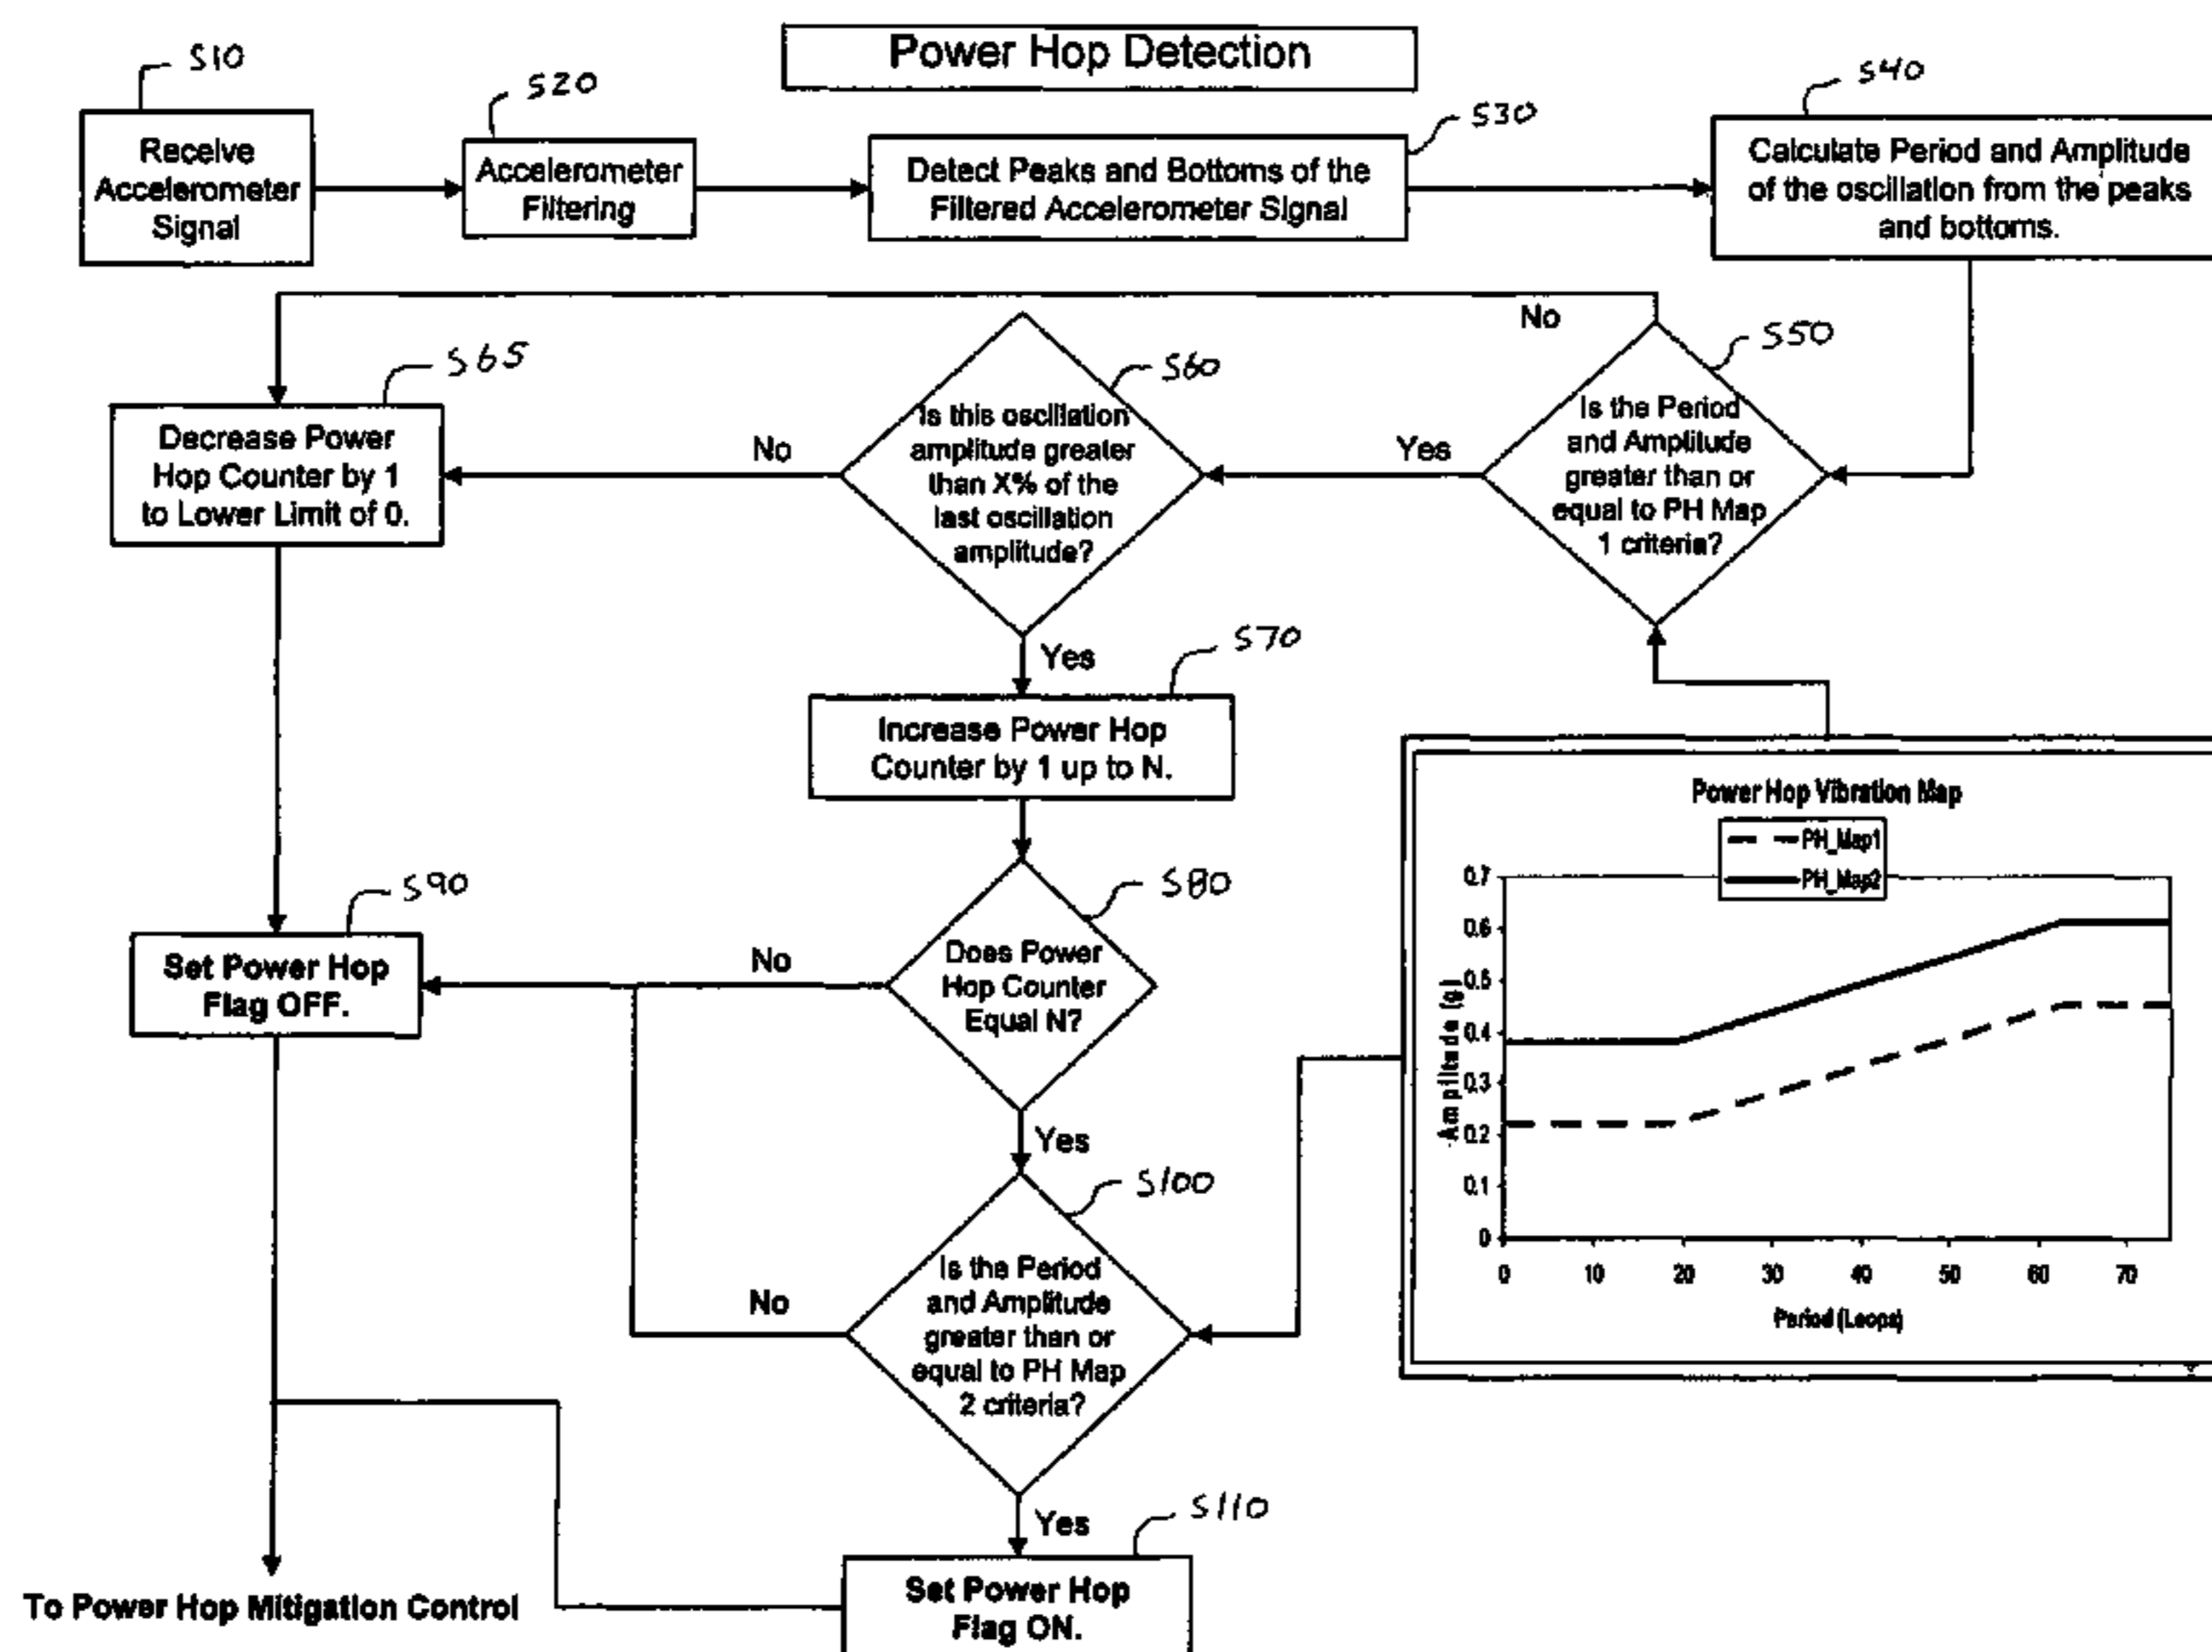 Power Hop Detection
S10
Receive
Accelerometer
Signal
S20
Accelerometer
Filtering
S30
Detect Peaks and Bottoms of the
Filtered Accelerometer Signal
S40
Calculate Period and Amplitude
of the oscillation from the peaks
and bottoms.
No
S50
Is the Period
and Amplitude
greater than or
equal to PH Map
1 criteria?
Yes
S60
Is this oscillation
amplitude greater
than X% of the
last oscillation
amplitude?
No
S65
Decrease Power
Hop Counter by 1
to Lower Limit of 0.
Yes
S70
Increase Power Hop
Counter by 1 up to N.
S80
Does Power
Hop Counter
Equal N?
No
S90
Set Power Hop
Flag OFF.
Yes
S100
Is the Period
and Amplitude
greater than or
equal to PH Map
2 criteria?
No
Yes
S110
Set Power Hop
Flag ON.
To Power Hop Mitigation Control
Power Hop Vibration Map
PH_Map1
PH_Map2
Amplitude (g)
0.7
0.6
0.5
0.4
0.3
0.2
0.1
0
0 10 20 30 40 50 60 70
Period (Loops)